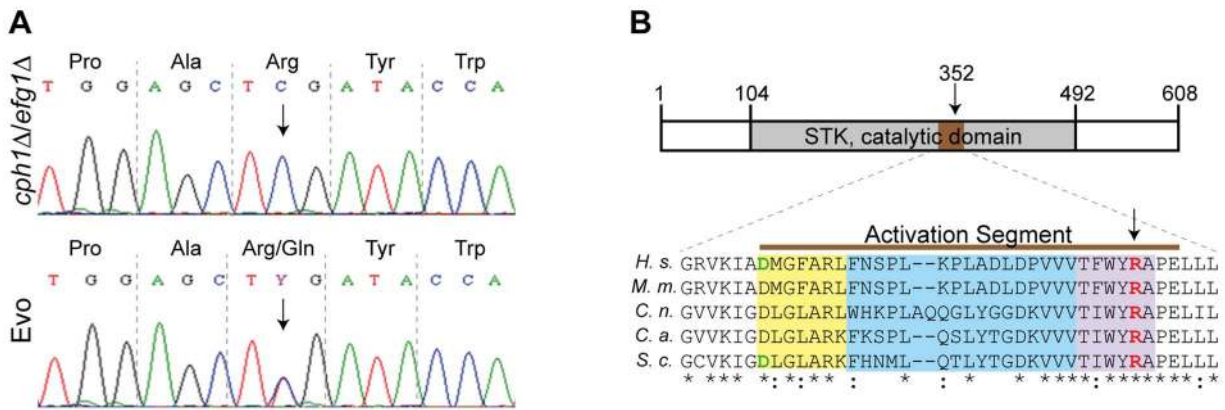 A
cph1Δ/efg1Δ
Pro Ala Arg Tyr Trp
T G G A G C T C G A T A C C A
Evo
Pro Ala Arg/Gln Tyr Trp
T G G A G C T Y G A T A C C A
B
352
1 104 492 608
STK, catalytic domain
Activation Segment
H. s. GRVKIADMGFARLFNSPL--KPLADLDPVVVTFWYRAPELLL
M. m. GRVKIADMGFARLFNSPL--KPLADLDPVVVTFWYRAPELLL
C. n. GRVKIGDLGLARLWHKPLAQQGLYGGDKVVVTIWYRAPELIL
C. a. GVVKIGDLGLARKFKSPL--QSLYTGDKVVVTIWYRAPELLL
S. c. GCVKIGDLGLARKFHNML--QTLYTGDKVVVTIWYRAPELLL
* *** *:*:*** : * : * ****:*********:*